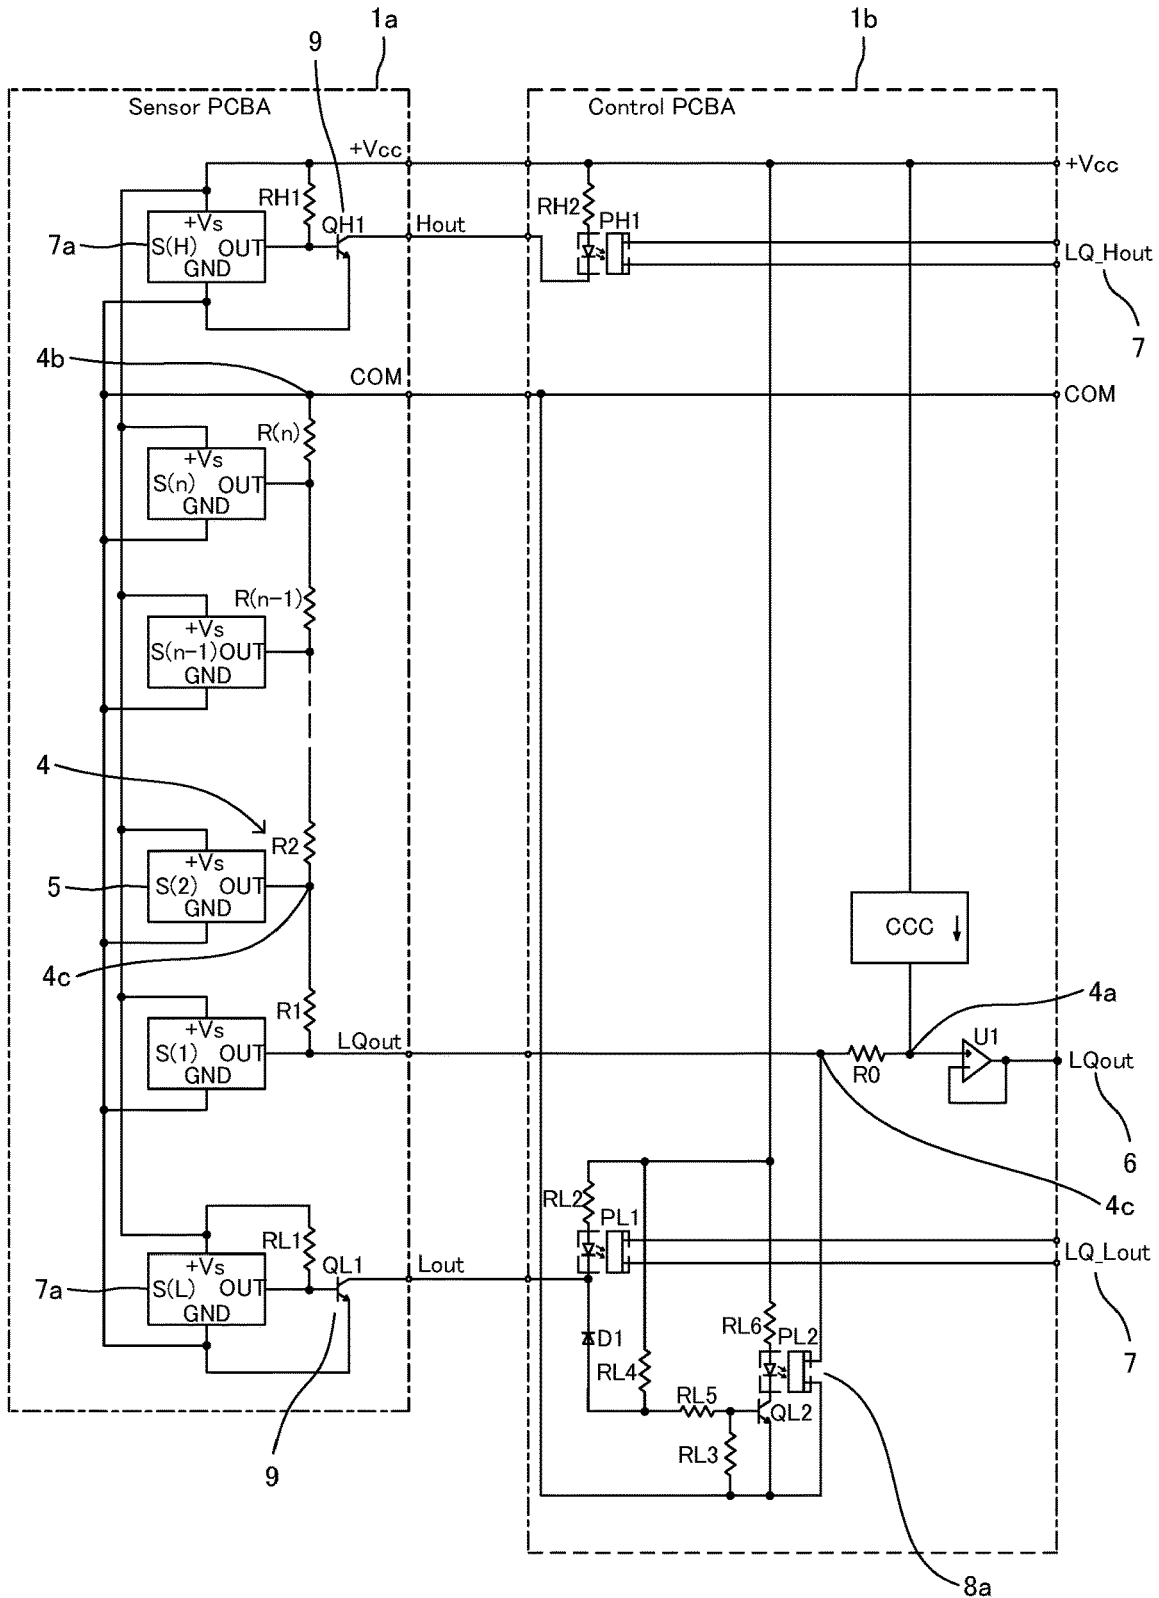 1a
1b
9
Sensor PCBA
Control PCBA
+Vcc
+Vcc
RH1
RH2
PH1
QH1
Hout
+Vs
7a
S(H) OUT
GND
LQ_Hout
7
4b
COM
COM
R(n)
+Vs
S(n) OUT
GND
R(n-1)
+Vs
S(n-1) OUT
GND
4
R2
+Vs
5
S(2) OUT
GND
CCC
4c
4a
R1
+Vs
S(1) OUT
GND
LQout
R0
U1
LQout
6
4c
RL2
PL1
RL1
QL1
Lout
+Vs
7a
S(L) OUT
GND
LQ_Lout
7
D1
RL4
RL6
PL2
RL5
QL2
RL3
9
8a